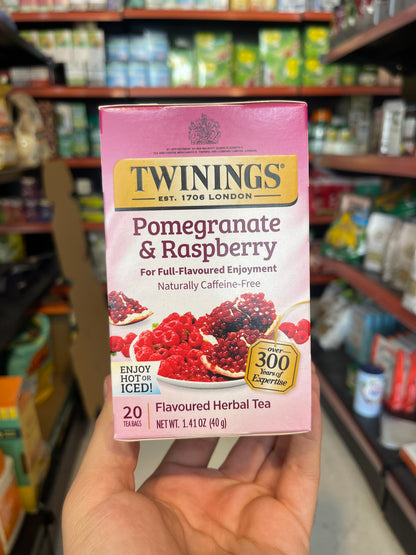 TWININGS®
EST. 1706 LONDON
Pomegranate
& Raspberry
For Full-Flavoured Enjoyment
Naturally Caffeine-Free
over
300
Years of
Expertise
ENJOY
HOT OR
ICED!
20
TEA BAGS
Flavoured Herbal Tea
NET WT. 1.41 OZ (40 g)